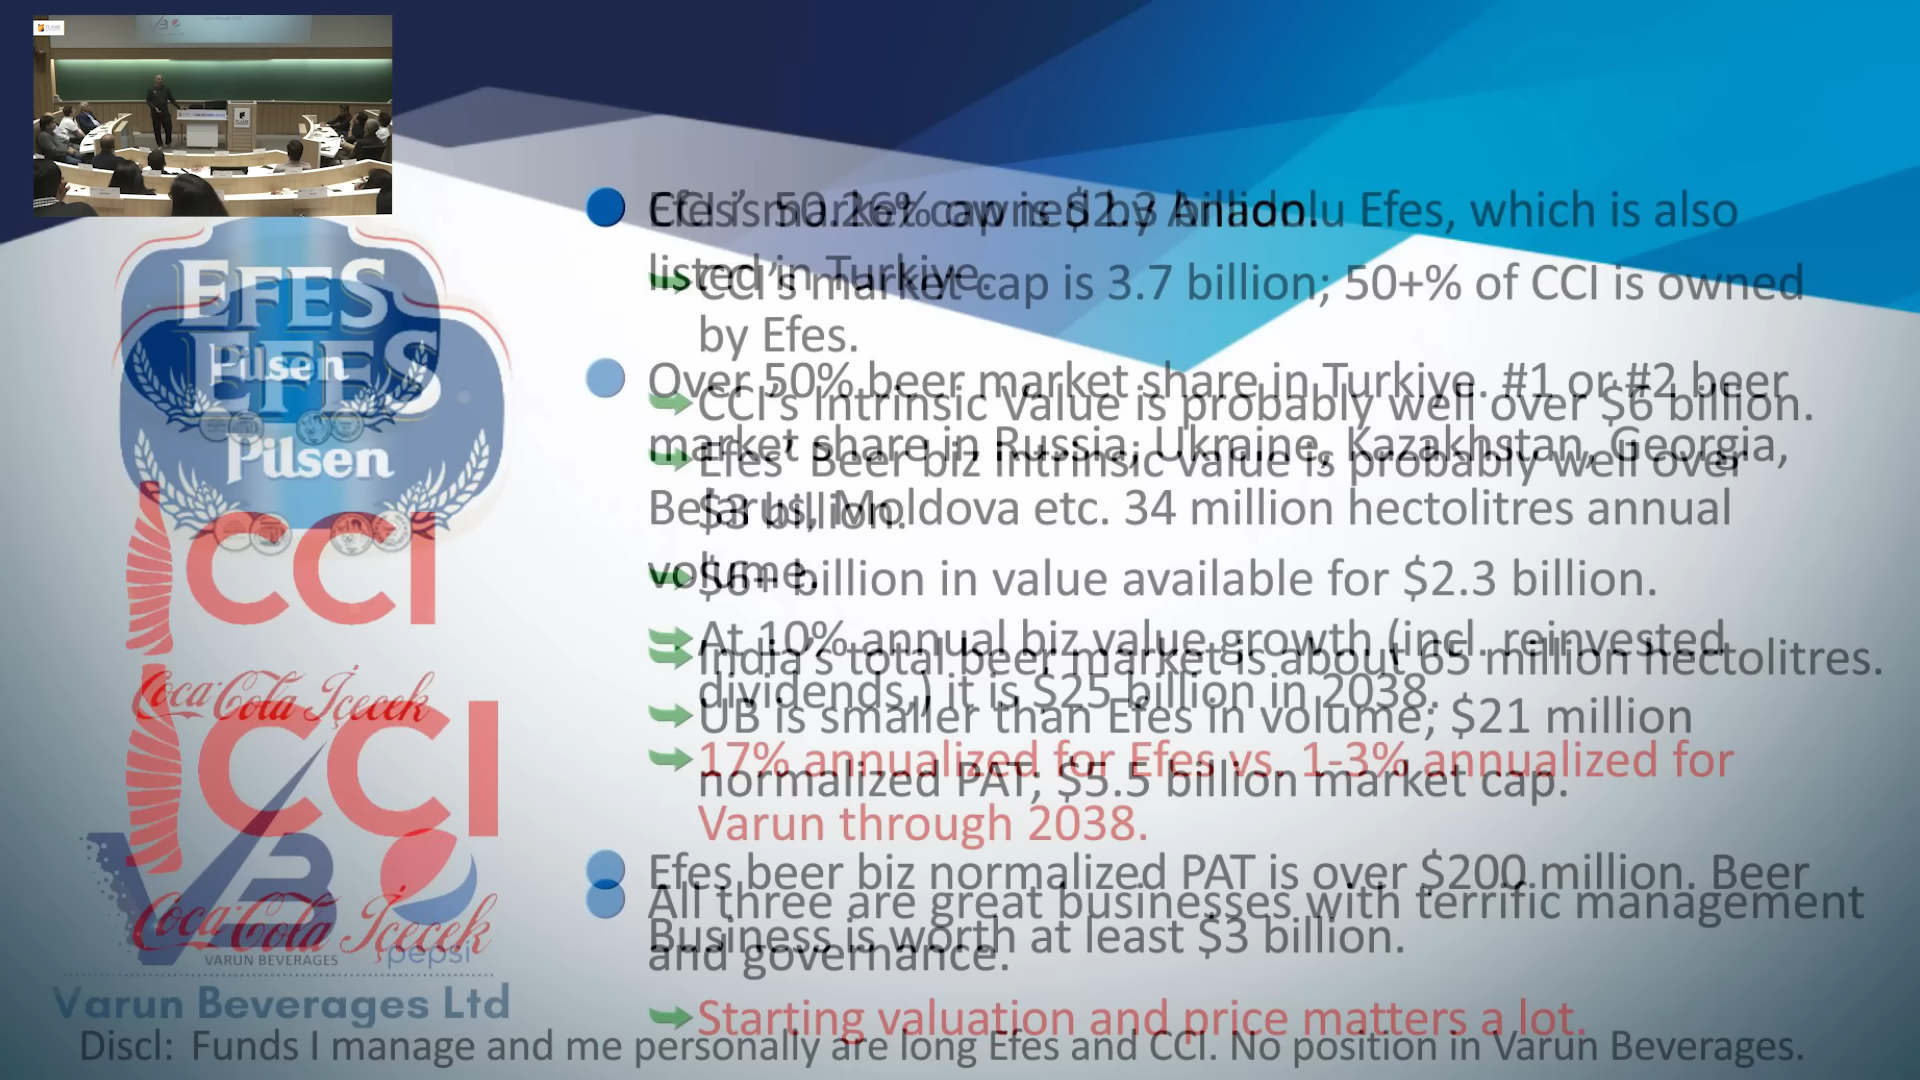 EFES
Pilsen
EFES
Pilsen
CCI
Coca-Cola İçecek
CCI
Coca-Cola İçecek
VARUN BEVERAGES
pepsi
Varun Beverages Ltd
CCI is 50.26% owned by Anadolu Efes, which is also
listed in Turkiye.
Over 50% beer market share in Turkiye. #1 or #2 beer
market share in Russia, Ukraine, Kazakhstan, Georgia,
Belarus, Moldova etc. 34 million hectolitres annual
volume.
India's total beer market is about 65 million hectolitres.
UB is smaller than Efes in volume; $21 million
normalized PAT; $5.5 billion market cap.
Efes beer biz normalized PAT is over $200 million. Beer
Business is worth at least $3 billion.
Efes's market cap is $2.3 billion.
CCI's market cap is 3.7 billion; 50+% of CCI is owned
by Efes.
CCI's Intrinsic Value is probably well over $6 billion.
Efes' Beer biz Intrinsic Value is probably well over
$3 billion.
$6+ billion in value available for $2.3 billion.
At 10% annual biz value growth (incl. reinvested
dividends,) it is $25 billion in 2038.
17% annualized for Efes vs. 1-3% annualized for
Varun through 2038.
All three are great businesses with terrific management
and governance.
Starting valuation and price matters a lot.
Discl: Funds I manage and me personally are long Efes and CCI. No position in Varun Beverages.